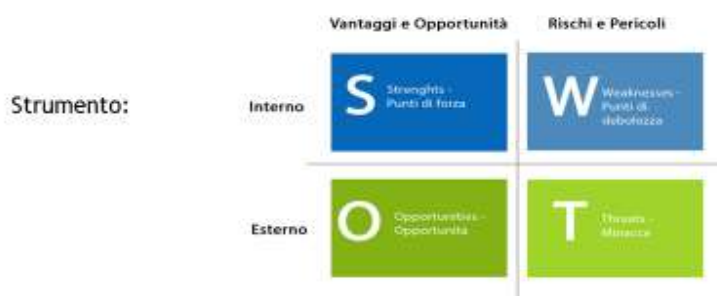 Vantaggi e Opportunità
Rischi e Pericoli
Strumento:
Interno
S
Strenghts -
Punti di forza
W
Weaknesses -
Punti di
debolezza
Esterno
O
Opportunities -
Opportunità
T
Threats -
Minacce